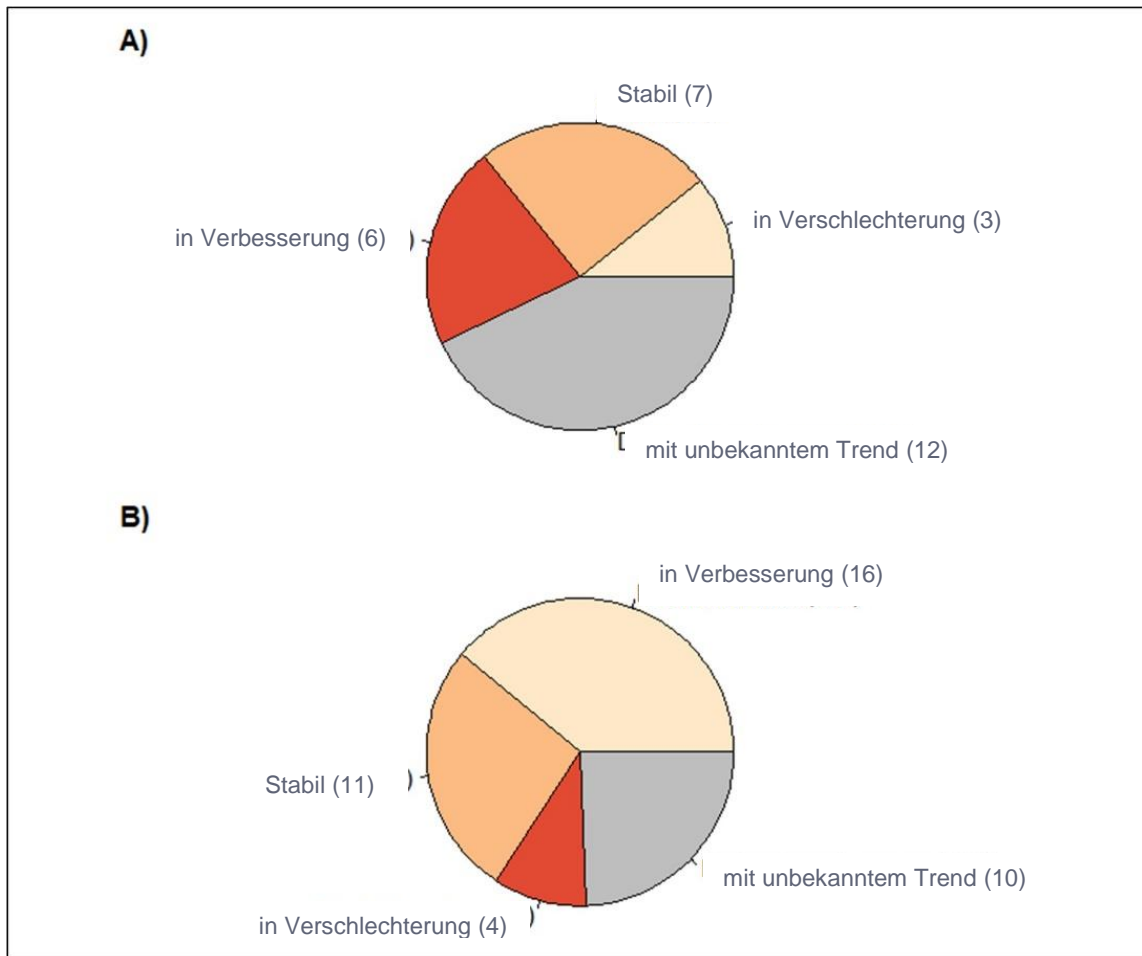 A)
Stabil (7)
in Verschlechterung (3)
in Verbesserung (6)
mit unbekanntem Trend (12)
B)
in Verbesserung (16)
Stabil (11)
mit unbekanntem Trend (10)
in Verschlechterung (4)